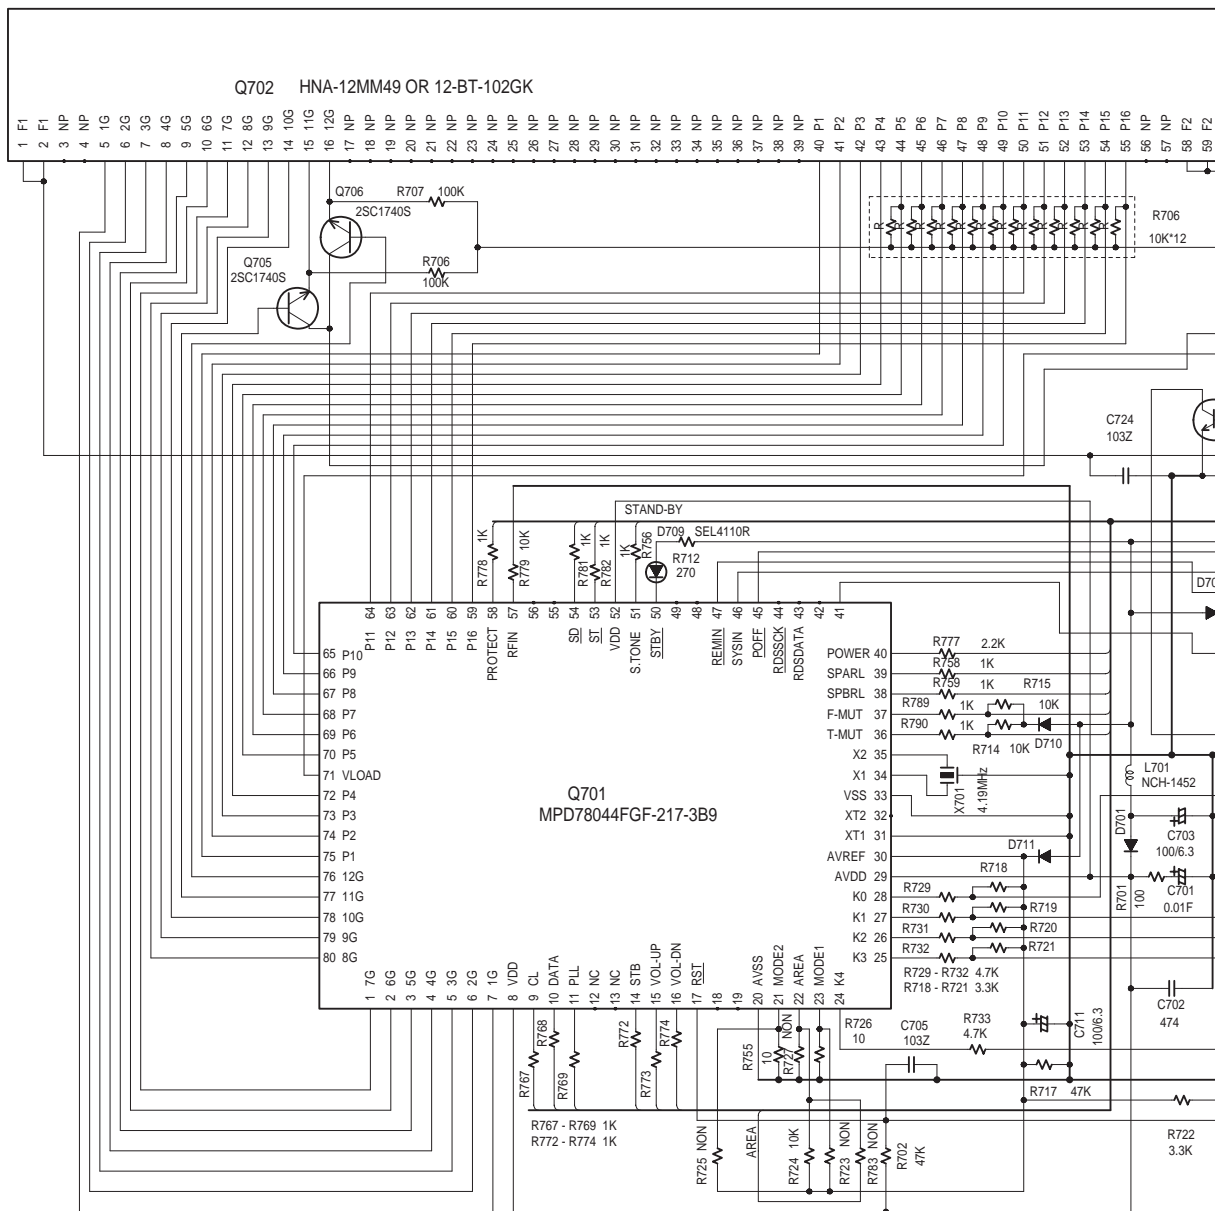 Q702 HNA-12MM49 OR 12-BT-102GK
1 F1
2 F1
3 NP
4 NP
5 1G
6 2G
7 3G
8 4G
9 5G
10 6G
11 7G
12 8G
13 9G
14 10G
15 11G
16 12G
17 NP
18 NP
19 NP
20 NP
21 NP
22 NP
23 NP
24 NP
25 NP
26 NP
27 NP
28 NP
29 NP
30 NP
31 NP
32 NP
33 NP
34 NP
35 NP
36 NP
37 NP
38 NP
39 NP
40 P1
41 P2
42 P3
43 P4
44 P5
45 P6
46 P7
47 P8
48 P9
49 P10
50 P11
51 P12
52 P13
53 P14
54 P15
55 P16
56 NP
57 NP
58 F2
59 F2
Q706
2SC1740S
R707 100K
Q705
2SC1740S
R706
100K
R R R R R R R R R R R R
R706
10K*12
C724
103Z
STAND-BY
D709 SEL4110R
R712
270
R778 1K
R779 10K
R781 1K
R782 1K
R756 1K
D70
64 P11
63 P12
62 P13
61 P14
60 P15
59 P16
58 PROTECT
57 RFIN
56
55
54 SD
53 ST
52 VDD
51 S.TONE
50 STBY
49
48
47 REMIN
46 SYSIN
45 POFF
44 RDSSCK
43 RDSDATA
42
41
65 P10
66 P9
67 P8
68 P7
69 P6
70 P5
71 VLOAD
72 P4
73 P3
74 P2
75 P1
76 12G
77 11G
78 10G
79 9G
80 8G
Q701
MPD78044FGF-217-3B9
POWER 40
SPARL 39
SPBRL 38
F-MUT 37
T-MUT 36
X2 35
X1 34
VSS 33
XT2 32
XT1 31
AVREF 30
AVDD 29
K0 28
K1 27
K2 26
K3 25
1 7G
2 6G
3 5G
4 4G
5 3G
6 2G
7 1G
8 VDD
9 CL
10 DATA
11 PLL
12 NC
13 NC
14 STB
15 VOL-UP
16 VOL-DN
17 RST
18
19
20 AVSS
21 MODE2
22 AREA
23 MODE1
24 K4
R777 2.2K
R758 1K
R759 1K
R789 1K
R790 1K
R715
10K
R714 10K
D710
X701
4.19MHz
L701
NCH-1452
D701
C703
100/6.3
D711
R718
R729
R730
R731
R732
R719
R720
R721
R701
100
C701
0.01F
R729 - R732 4.7K
R718 - R721 3.3K
C702
474
R726
10
C705
103Z
R733
4.7K
C711
100/6.3
R717 47K
R722
3.3K
R767
R768
R769
R772
R773
R774
R755
10
R727 NON
R767 - R769 1K
R772 - R774 1K
R725 NON
AREA
R724 10K
R723 NON
R783 NON
R702
47K